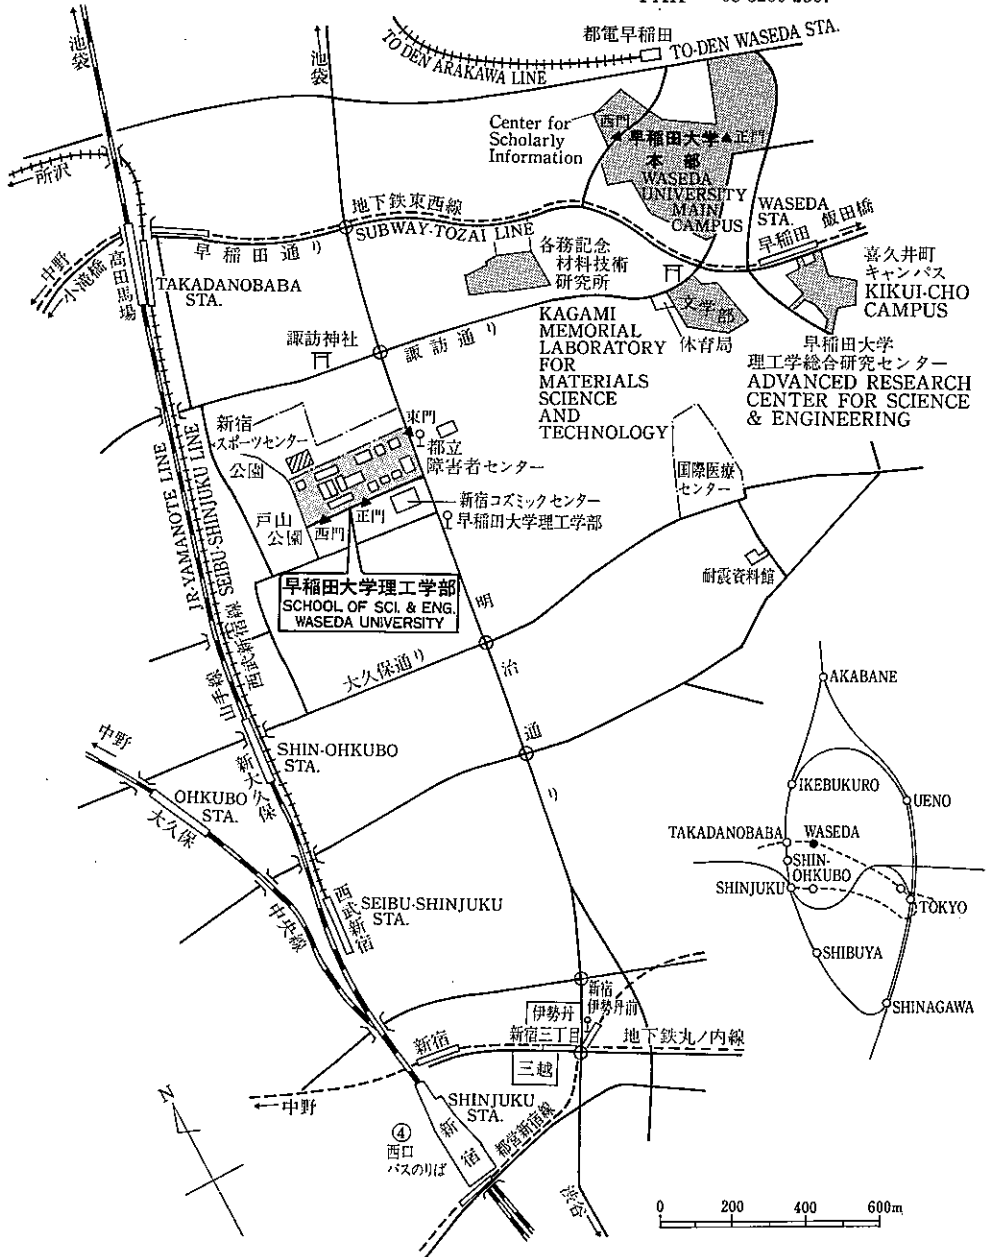 池袋
池袋
都電早稲田
TO-DEN WASEDA STA.
TO DEN ARAKAWA LINE
Center for
Scholarly
Information
西門
早稲田大学
正門
本部
WASEDA
UNIVERSITY
MAIN
CAMPUS
所沢
地下鉄東西線
SUBWAY-TOZAI LINE
早稲田通り
WASEDA
STA.
早稲田
飯田橋
中野
小滝橋
高田馬場
TAKADANOBABA
STA.
各務記念
材料技術
研究所
KAGAMI
MEMORIAL
LABORATORY
FOR
MATERIALS
SCIENCE
AND
TECHNOLOGY
文学部
体育局
喜久井町
キャンパス
KIKUI-CHO
CAMPUS
早稲田大学
理工学総合研究センター
ADVANCED RESEARCH
CENTER FOR SCIENCE
& ENGINEERING
諏訪神社
諏訪通り
新宿
スポーツセンター
公園
東門
都立
障害者センター
国際医療
センター
戸山
公園
西門
正門
新宿コズミックセンター
早稲田大学理工学部
耐震資料館
早稲田大学理工学部
SCHOOL OF SCI. & ENG.
WASEDA UNIVERSITY
JR-YAMANOTE LINE
SEIBU-SHINJUKU LINE
山手線
西武新宿線
明治通り
大久保通り
中野
SHIN-OHKUBO
STA.
新大久保
OHKUBO
STA.
大久保
中央線
西武新宿
SEIBU-SHINJUKU
STA.
新宿
伊勢丹前
伊勢丹
新宿三丁目
地下鉄丸ノ内線
三越
新宿
中野
SHINJUKU
STA.
新宿
都営新宿線
④
西口
バスのりば
渋谷
N
AKABANE
IKEBUKURO
UENO
TAKADANOBABA
WASEDA
SHIN-
OHKUBO
SHINJUKU
TOKYO
SHIBUYA
SHINAGAWA
0 200 400 600m